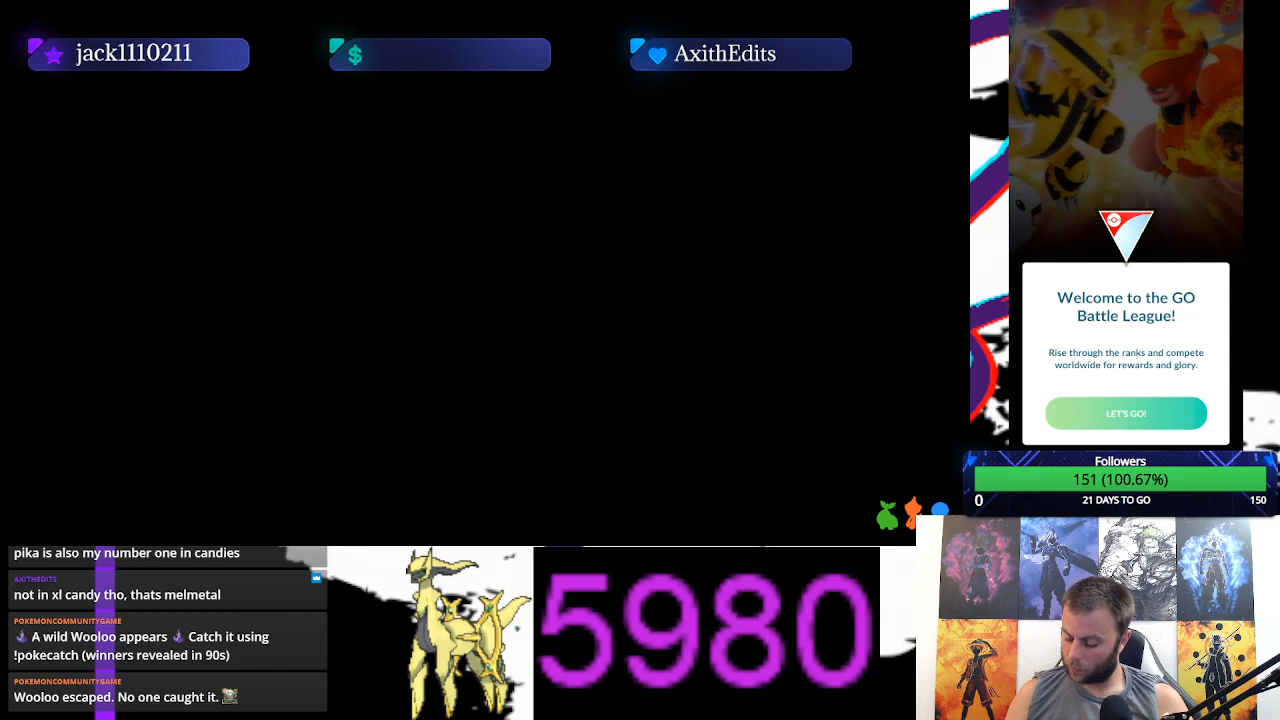 jack1110211
$
AxithEdits
Welcome to the GO
Battle League!
Rise through the ranks and compete
worldwide for rewards and glory.
LET'S GO!
Followers
151 (100.67%)
0
21 DAYS TO GO
150
pika is also my number one in candies
AXITHEDITS
not in xl candy tho, thats melmetal
POKEMONCOMMUNITYGAME
A wild Wooloo appears Catch it using
!pokecatch (winners revealed in 90s)
POKEMONCOMMUNITYGAME
Wooloo escaped. No one caught it.
5980